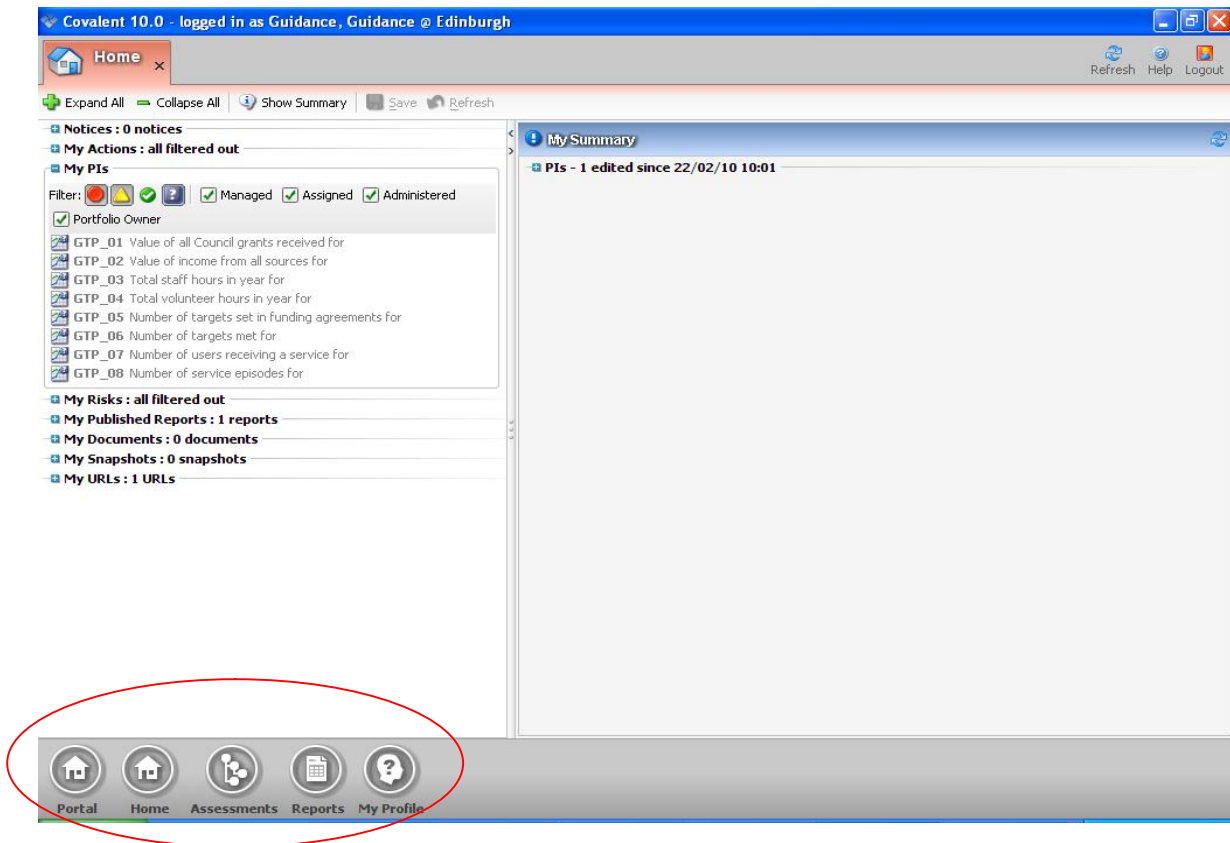 Covalent 10.0 - logged in as Guidance, Guidance @ Edinburgh
Home x
Refresh Help Logout
Expand All Collapse All Show Summary Save Refresh
Notices : 0 notices
My Actions : all filtered out
My PIs
Filter: Managed Assigned Administered
Portfolio Owner
GTP_01 Value of all Council grants received for
GTP_02 Value of income from all sources for
GTP_03 Total staff hours in year for
GTP_04 Total volunteer hours in year for
GTP_05 Number of targets set in funding agreements for
GTP_06 Number of targets met for
GTP_07 Number of users receiving a service for
GTP_08 Number of service episodes for
My Risks : all filtered out
My Published Reports : 1 reports
My Documents : 0 documents
My Snapshots : 0 snapshots
My URLs : 1 URLs
My Summary
PIs - 1 edited since 22/02/10 10:01
Portal Home Assessments Reports My Profile